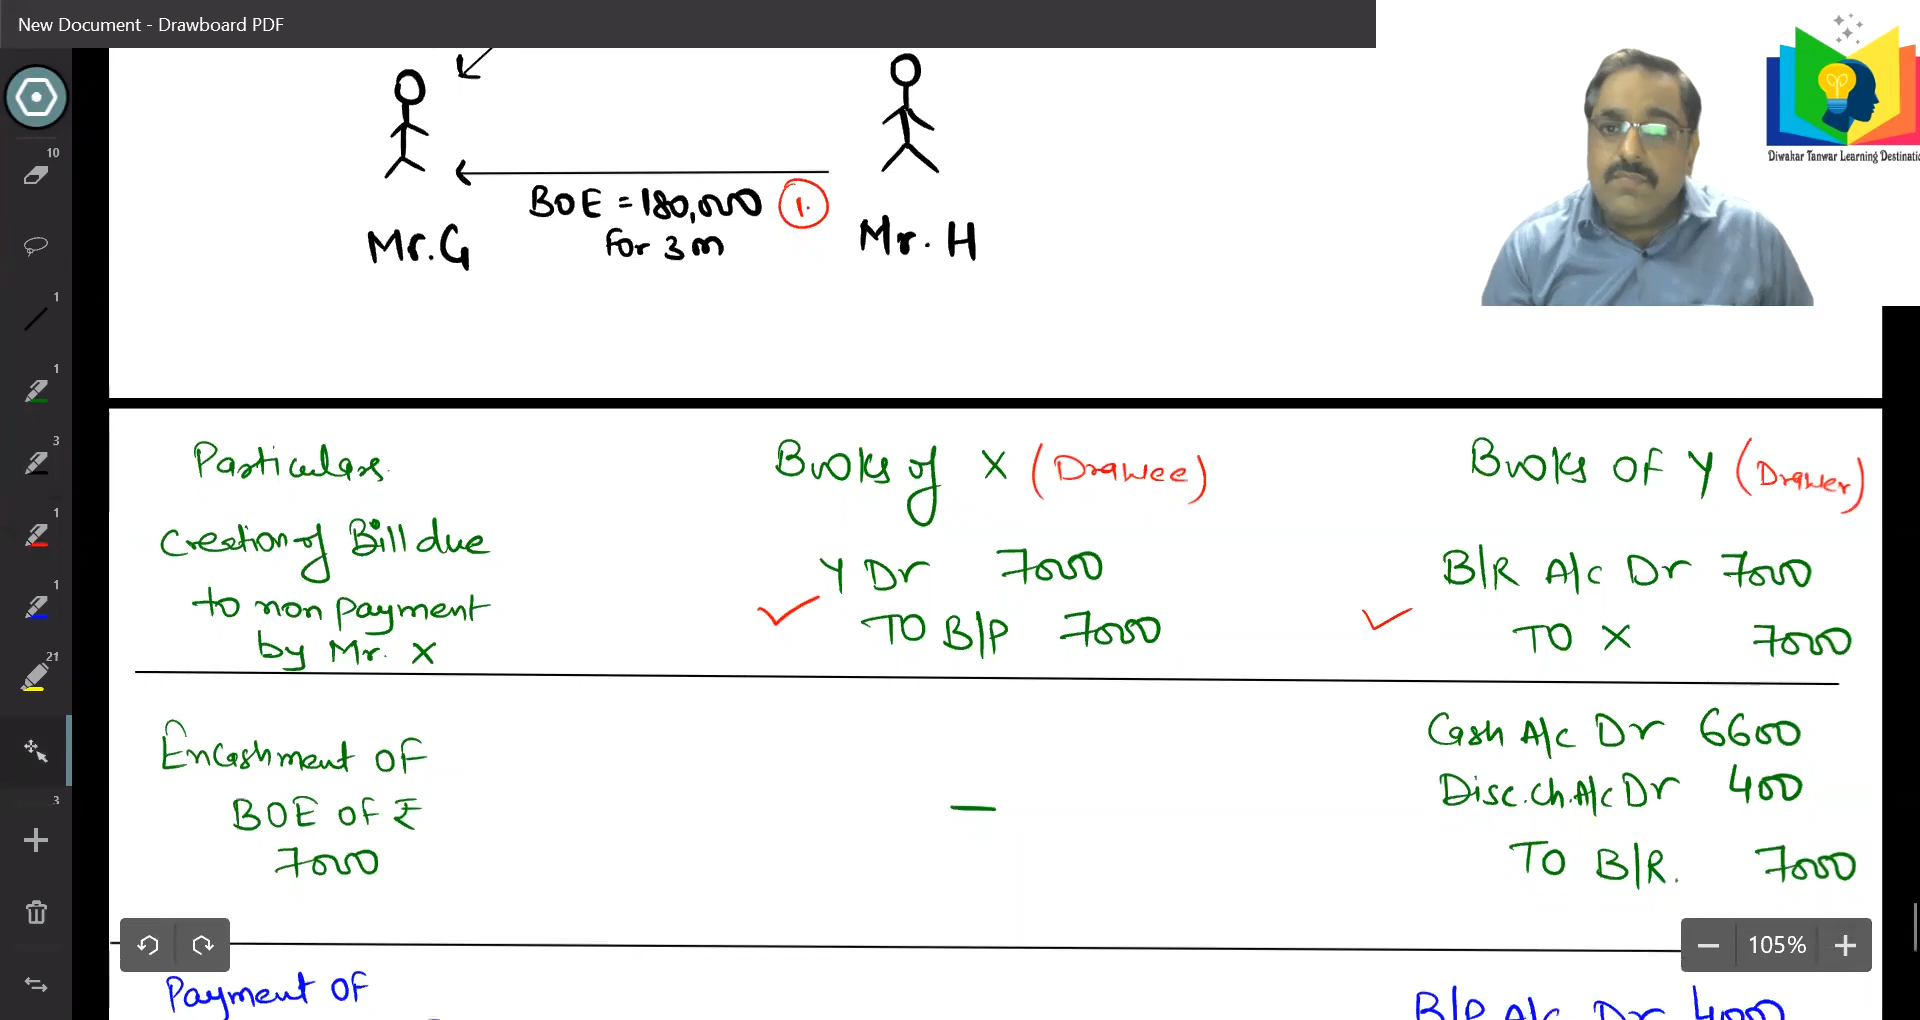 New Document - Drawboard PDF
Diwakar Tanwar Learning Destinatio
10
1
1
3
1
1
21
3
BOE = 180,000 1.
For 3 m
Mr. G
Mr. H
Particulars.
Books of X (Drawee)
Books of Y (Drawer)
Creation of Bill due
to non payment
by Mr. X
Y Dr 7000
TO B/P 7000
B/R A/c Dr 7000
TO X 7000
Encashment of
BOE of ₹
7000
—
Cash A/c Dr 6600
Disc. ch. A/c Dr 400
TO B/R. 7000
105%
Payment of
B/P A/c Dr 4000